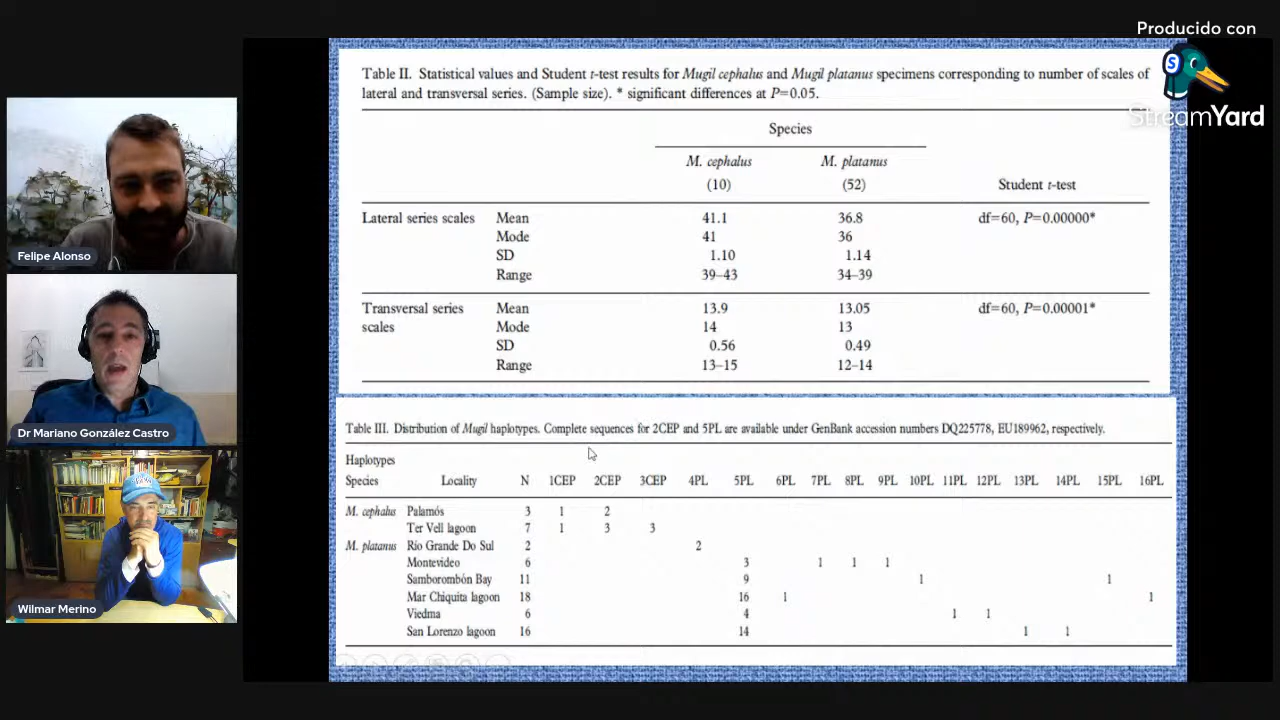 Producido con
StreamYard
Felipe Alonso
Dr Mariano González Castro
Wilmar Merino
Table II. Statistical values and Student t-test results for Mugil cephalus and Mugil platanus specimens corresponding to number of scales of
lateral and transversal series. (Sample size). * significant differences at P=0.05.
Species
M. cephalus M. platanus
(10) (52) Student t-test
Lateral series scales Mean 41.1 36.8 df=60, P=0.00000*
Mode 41 36
SD 1.10 1.14
Range 39–43 34–39
Transversal series Mean 13.9 13.05 df=60, P=0.00001*
scales Mode 14 13
SD 0.56 0.49
Range 13–15 12–14
Table III. Distribution of Mugil haplotypes. Complete sequences for 2CEP and 5PL are available under GenBank accession numbers DQ225778, EU189962, respectively.
Haplotypes
Species Locality N 1CEP 2CEP 3CEP 4PL 5PL 6PL 7PL 8PL 9PL 10PL 11PL 12PL 13PL 14PL 15PL 16PL
M. cephalus Palamós 3 1 2
Ter Vell lagoon 7 1 3 3
M. platanus Río Grande Do Sul 2 2
Montevideo 6 3 1 1 1
Samborombón Bay 11 9 1 1
Mar Chiquita lagoon 18 16 1 1
Viedma 6 4 1 1
San Lorenzo lagoon 16 14 1 1